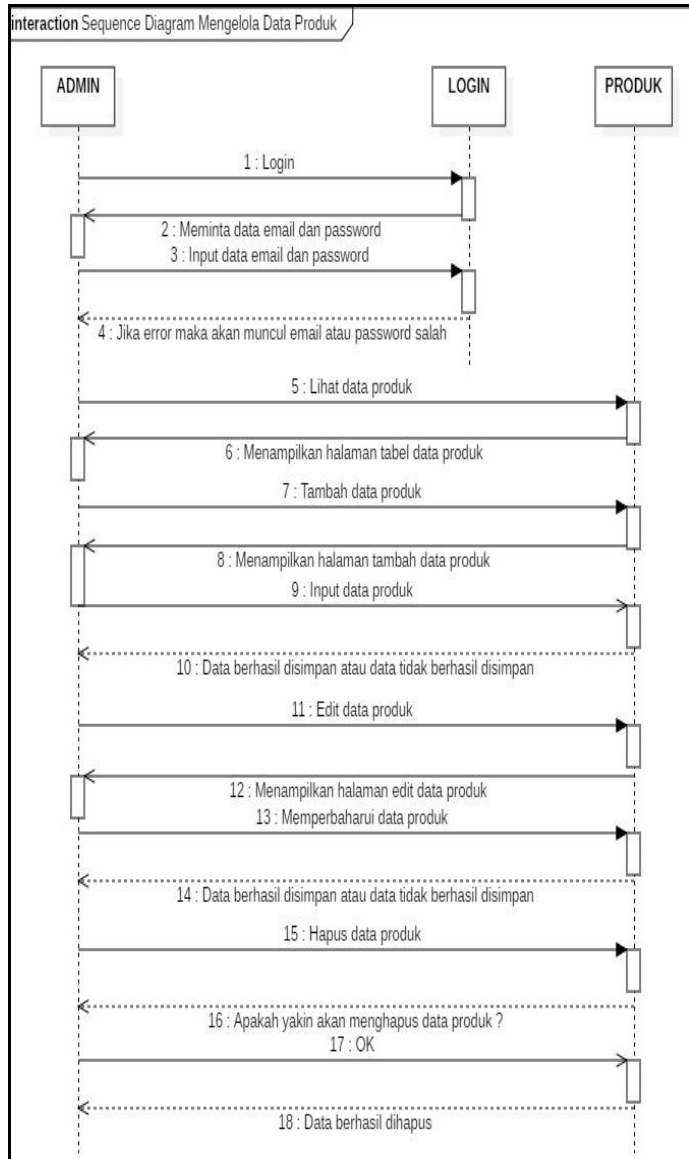 interaction Sequence Diagram Mengelola Data Produk
ADMIN
LOGIN
PRODUK
1 : Login
2 : Meminta data email dan password
3 : Input data email dan password
4 : Jika error maka akan muncul email atau password salah
5 : Lihat data produk
6 : Menampilkan halaman tabel data produk
7 : Tambah data produk
8 : Menampilkan halaman tambah data produk
9 : Input data produk
10 : Data berhasil disimpan atau data tidak berhasil disimpan
11 : Edit data produk
12 : Menampilkan halaman edit data produk
13 : Memperbaharui data produk
14 : Data berhasil disimpan atau data tidak berhasil disimpan
15 : Hapus data produk
16 : Apakah yakin akan menghapus data produk ?
17 : OK
18 : Data berhasil dihapus